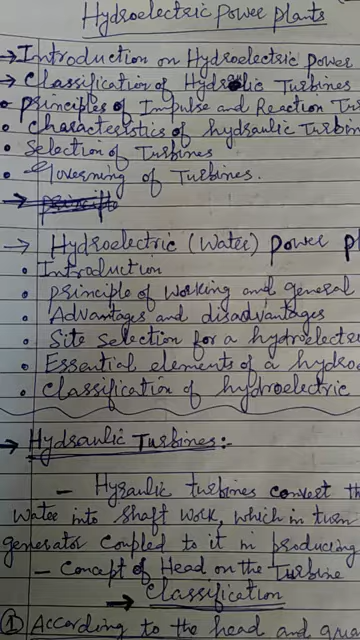 Hydroelectric Power plants
→ Introduction on Hydroelectric Power
→ Classification of Hydraulic Turbines
• Principles of Impulse and Reaction
• Characteristics of hydraulic Turbin
• Selection of Turbines
• Governing of Turbines.
→ Hydroelectric (Water) Power p
• Introduction
• principle of working and general
• Advantages and disadvantages
• Site Selection for a hydroelectr
• Essential elements of a hydro
• Classification of hydroelectric
→ Hydraulic Turbines:-
- Hyraulic turbines convert th
Water into Shaft Work, which in turn
generator coupled to it in producing
- Concept of Head on the Turbine
→ Classification
① According to the head and qua